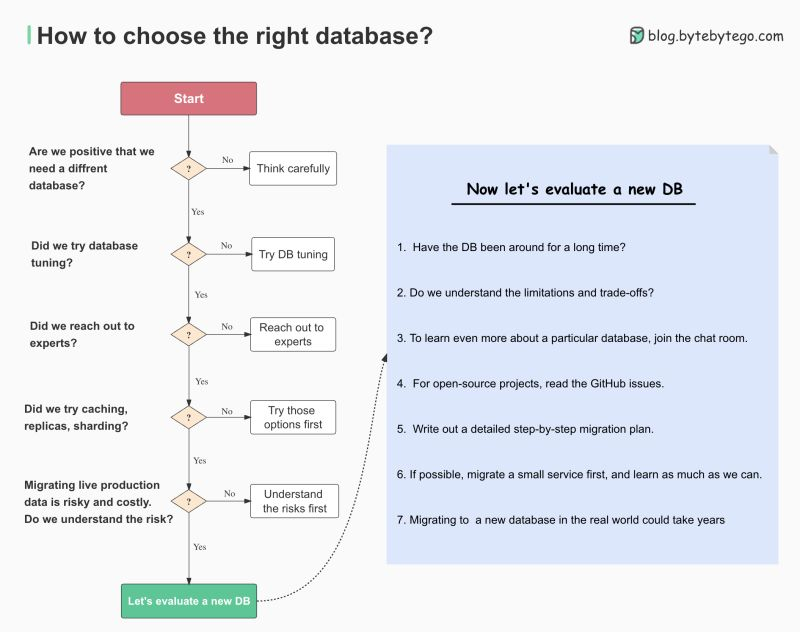 How to choose the right database?
blog.bytebytego.com
Start
Are we positive that we
need a diffrent
database?
?
No
Think carefully
Yes
Did we try database
tuning?
?
No
Try DB tuning
Yes
Did we reach out to
experts?
?
No
Reach out to
experts
Yes
Did we try caching,
replicas, sharding?
?
No
Try those
options first
Yes
Migrating live production
data is risky and costly.
Do we understand the risk?
?
No
Understand
the risks first
Yes
Let's evaluate a new DB
Now let's evaluate a new DB
1. Have the DB been around for a long time?
2. Do we understand the limitations and trade-offs?
3. To learn even more about a particular database, join the chat room.
4. For open-source projects, read the GitHub issues.
5. Write out a detailed step-by-step migration plan.
6. If possible, migrate a small service first, and learn as much as we can.
7. Migrating to a new database in the real world could take years